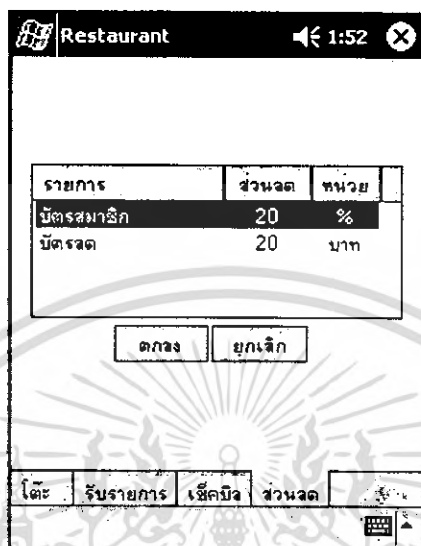 Restaurant 1:52
รายการ ส่วนลด หน่วย
บัตรสมาชิก 20 %
บัตรลด 20 บาท
ตกลง ยกเลิก
โต๊ะ รับรายการ เช็คบิล ส่วนลด